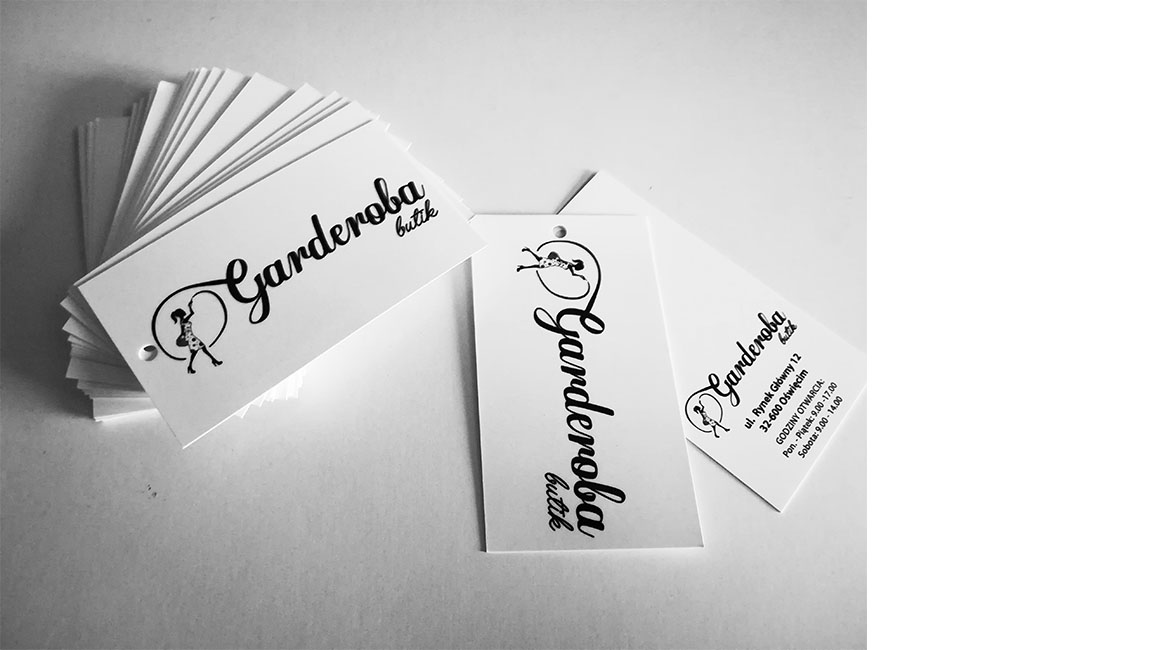 Garderoba
butik
Garderoba
butik
Garderoba
butik
ul. Rynek Główny 12
32-600 Oświęcim
GODZINY OTWARCIA:
Pon. - Piątek: 9.00 -17.00
Sobota: 9.00 - 14.00